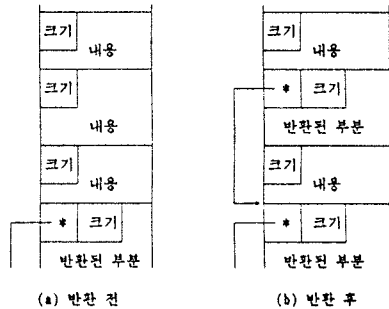 크기
내용
크기
내용
크기
내용
* 크기
반환된 부분
(a) 반환 전
크기
내용
* 크기
반환된 부분
크기
내용
* 크기
반환된 부분
(b) 반환 후